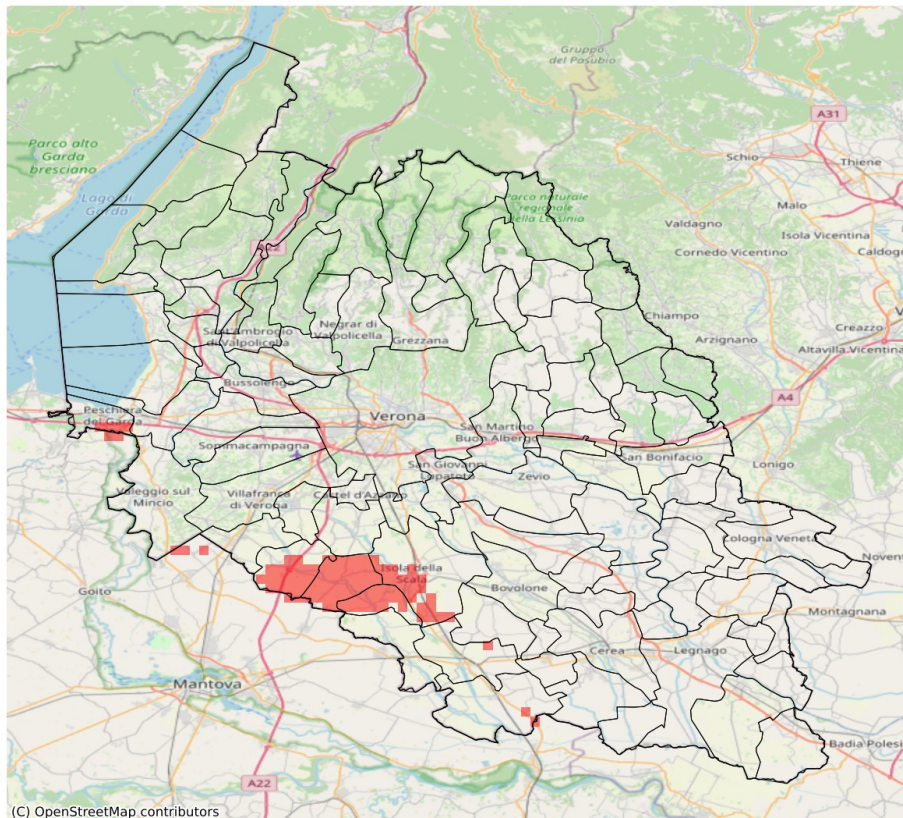 Gruppo
del Pasubio
A31
Parco alto
Garda
bresciano
Schio
Thiene
Lago di
Garda
Parco naturale
regionale
della Lessinia
Malo
Valdagno
Isola Vicentina
A22
Cornedo Vicentino
Caldogn
Sant'Ambrogio
di Valpolicella
Negrar di
Valpolicella
Grezzana
Chiampo
Arzignano
Creazzo
V
Altavilla Vicentina
Bussolengo
A4
Peschiera
del Garda
Verona
Sommacampagna
San Martino
Buon Albergo
San Bonifacio
Lonigo
San Giovanni
Lupatoto
Zevio
Valeggio sul
Mincio
Villafranca
di Verona
Castel d'Azzano
Cologna Veneta
Novent
Isola della
Scala
Goito
Bovolone
Montagnana
Cerea
Legnago
Mantova
Badia Polesi
A22
(C) OpenStreetMap contributors